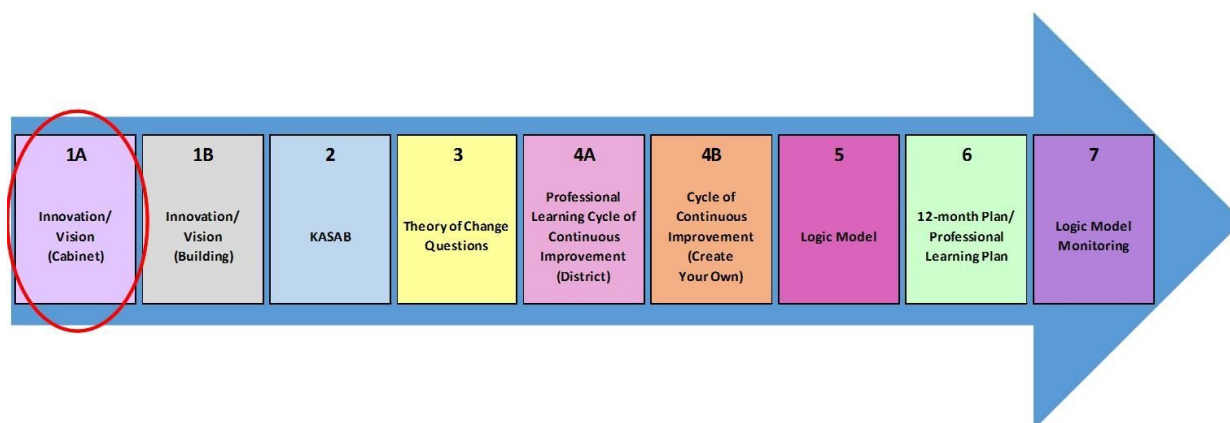 1A
Innovation/
Vision
(Cabinet)
1B
Innovation/
Vision
(Building)
2
KASAB
3
Theory of Change
Questions
4A
Professional
Learning Cycle of
Continuous
Improvement
(District)
4B
Cycle of
Continuous
Improvement
(Create
Your Own)
5
Logic Model
6
12-month Plan/
Professional
Learning Plan
7
Logic Model
Monitoring